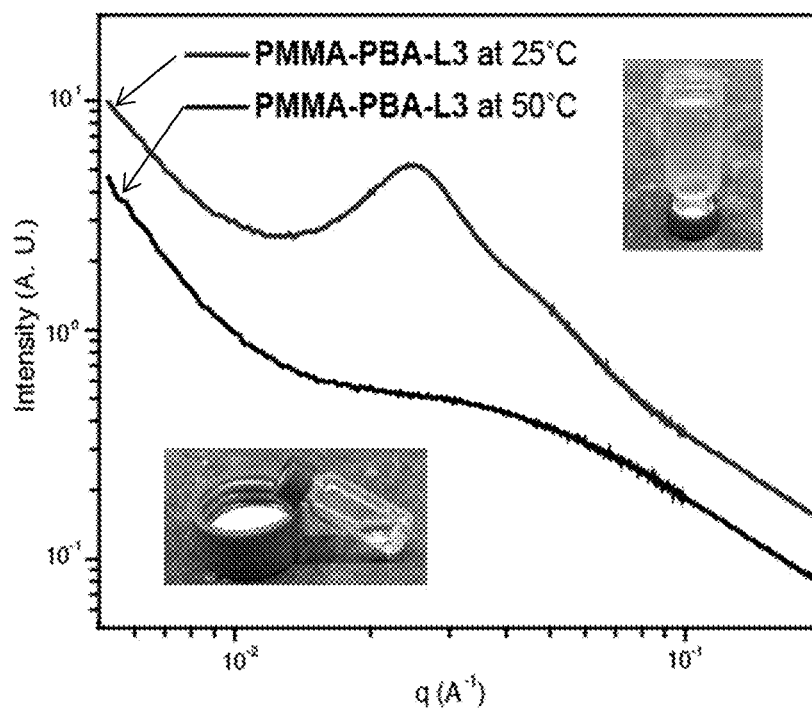 PMMA-PBA-L3 at 25°C
PMMA-PBA-L3 at 50°C
10¹
10⁰
10⁻¹
Intensity (A. U.)
10⁻²
10⁻¹
q (A⁻¹)